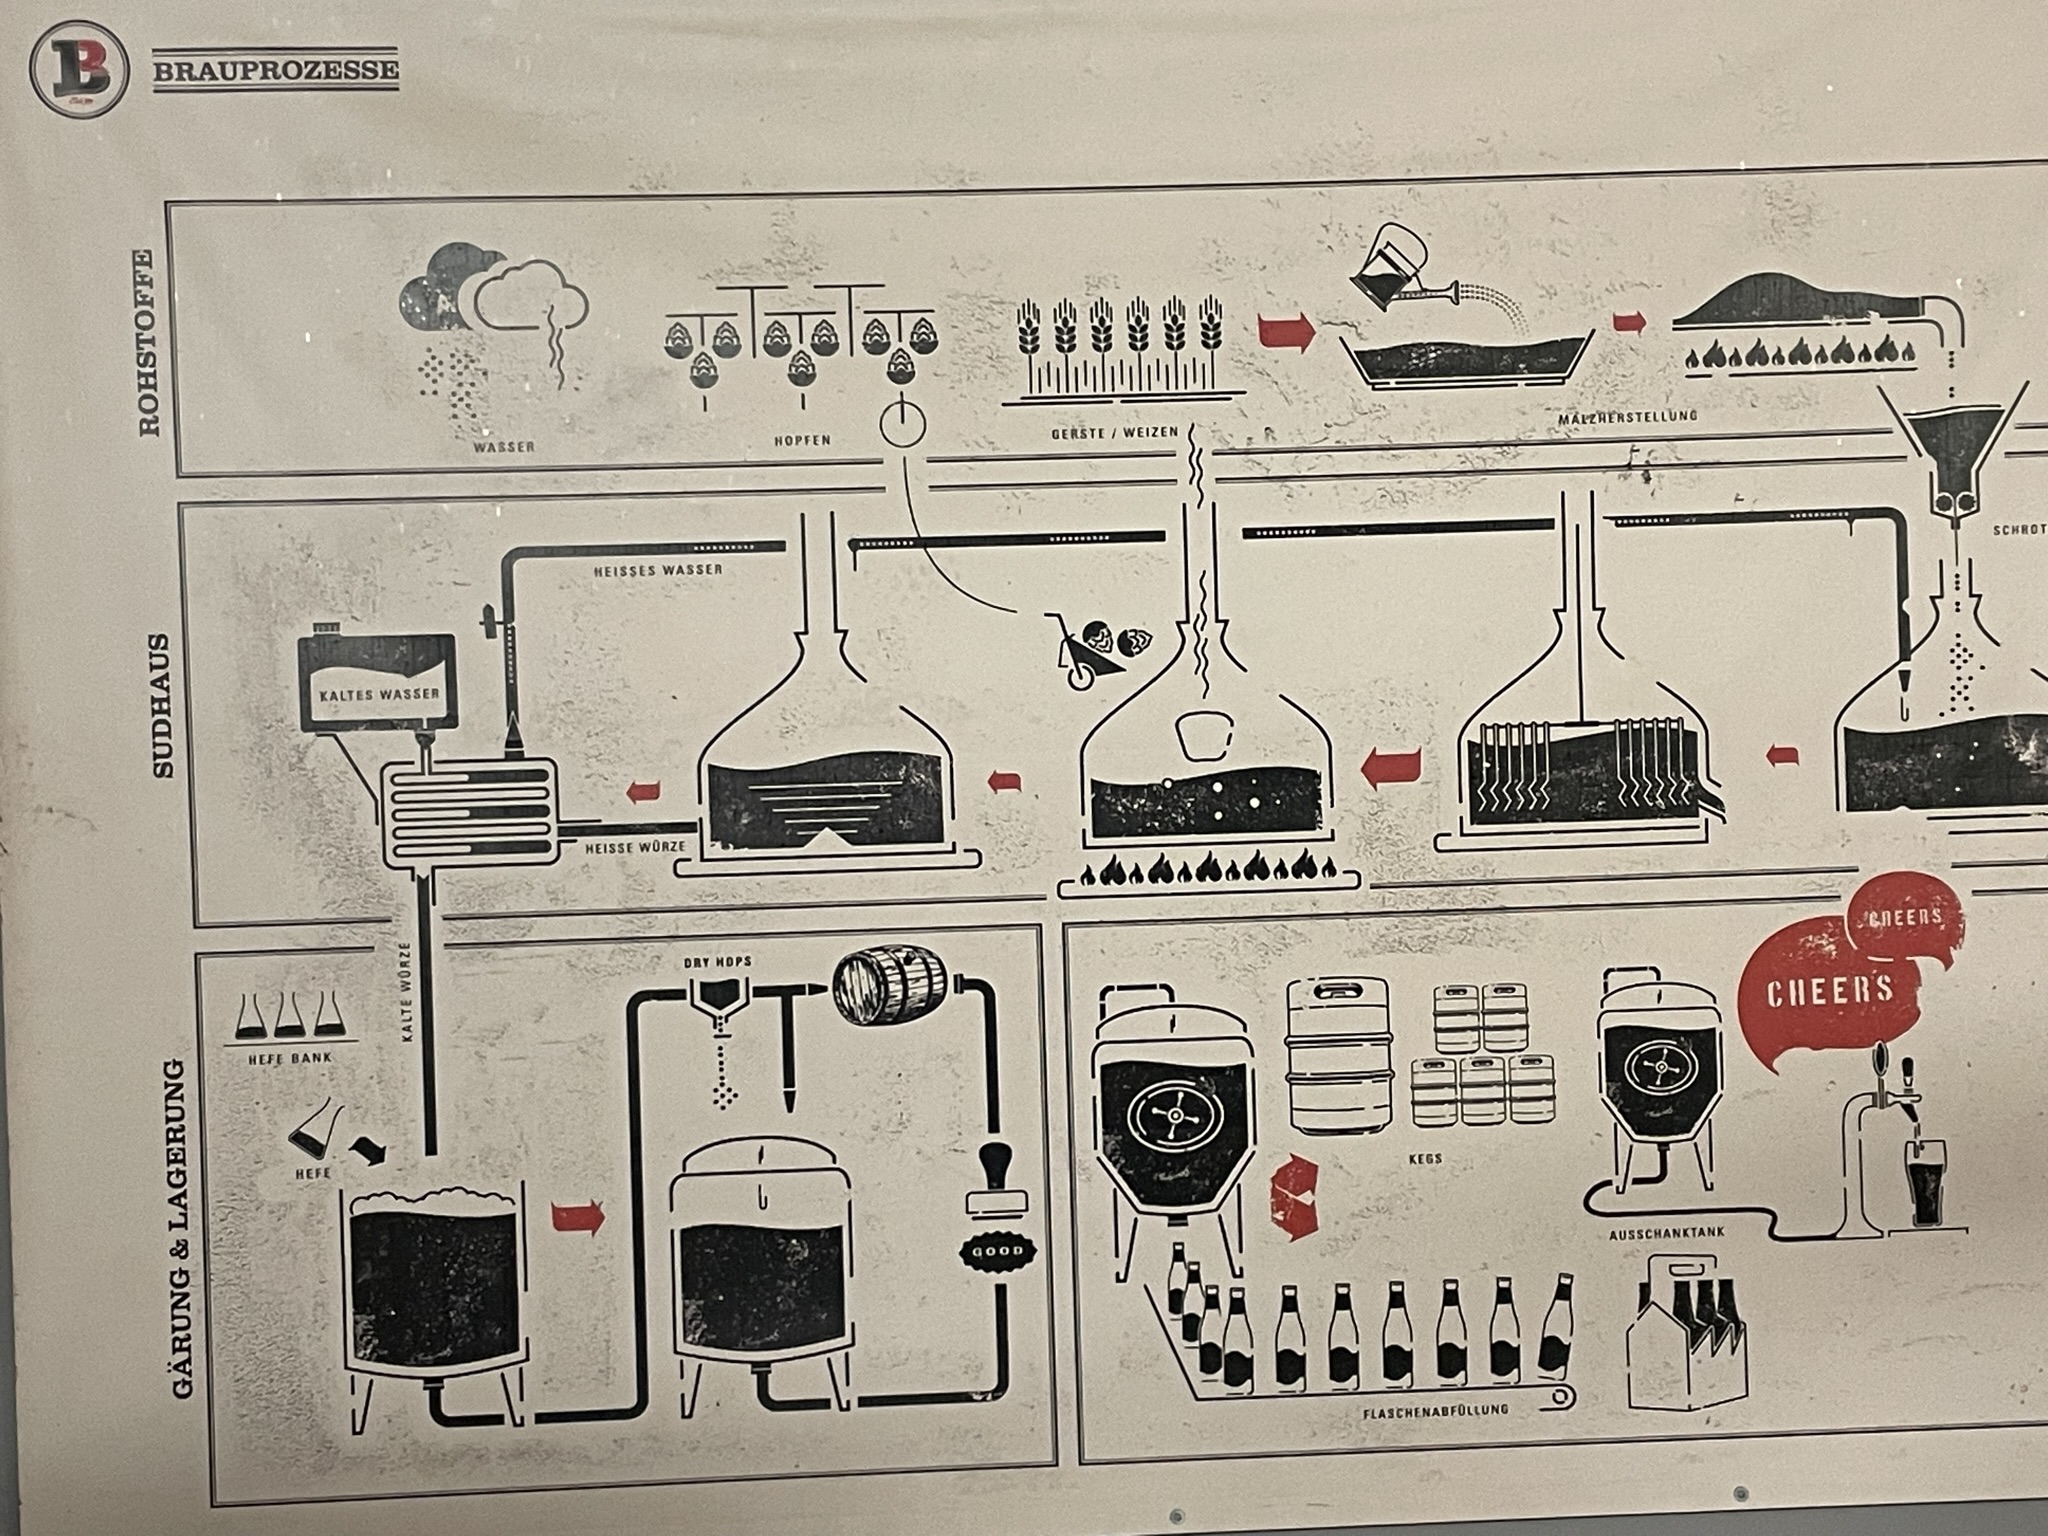 B
BRAUPROZESSE
ROHSTOFFE
WASSER
HOPFEN
GERSTE / WEIZEN
MALZHERSTELLUNG
SUDHAUS
SCHROT
HEISSES WASSER
KALTES WASSER
HEISSE WÜRZE
KALTE WÜRZE
GÄRUNG & LAGERUNG
HEFE BANK
HEFE
DRY HOPS
GOOD
KEGS
CHEERS
CHEERS
AUSSCHANKTANK
FLASCHENABFÜLLUNG